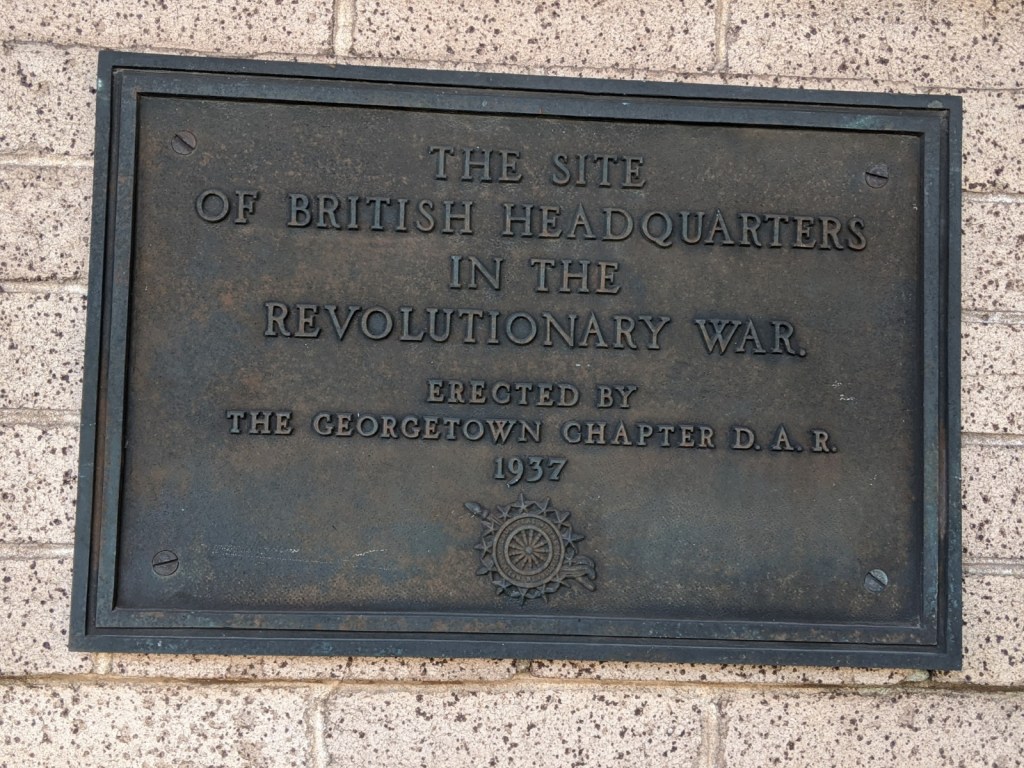 THE SITE
OF BRITISH HEADQUARTERS
IN THE
REVOLUTIONARY WAR.
ERECTED BY
THE GEORGETOWN CHAPTER D. A. R.
1937